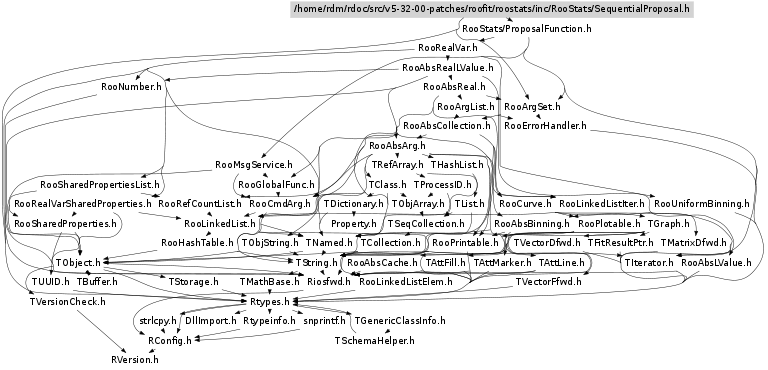 /home/rdm/rdoc/src/v5-32-00-patches/roofit/roostats/inc/RooStats/SequentialProposal.h
RooStats/ProposalFunction.h
RooRealVar.h
RooAbsRealLValue.h
RooNumber.h
RooAbsReal.h
RooArgList.h
RooArgSet.h
RooAbsCollection.h
RooErrorHandler.h
RooAbsArg.h
RooMsgService.h
TRefArray.h
THashList.h
RooSharedPropertiesList.h
RooGlobalFunc.h
TClass.h
TProcessID.h
RooRealVarSharedProperties.h
RooRefCountList.h
RooCmdArg.h
TDictionary.h
TObjArray.h
TList.h
RooCurve.h
RooLinkedListIter.h
RooUniformBinning.h
RooSharedProperties.h
RooLinkedList.h
Property.h
TSeqCollection.h
RooAbsBinning.h
RooPlotable.h
TGraph.h
RooHashTable.h
TObjString.h
TNamed.h
TCollection.h
RooPrintable.h
TVectorDfwd.h
TFitResultPtr.h
TMatrixDfwd.h
TObject.h
TString.h
RooAbsCache.h
TAttFill.h
TAttMarker.h
TAttLine.h
TIterator.h
RooAbsLValue.h
TUUID.h
TBuffer.h
TStorage.h
TMathBase.h
Riosfwd.h
RooLinkedListElem.h
TVectorFfwd.h
TVersionCheck.h
Rtypes.h
strlcpy.h
DllImport.h
Rtypeinfo.h
snprintf.h
TGenericClassInfo.h
RConfig.h
TSchemaHelper.h
RVersion.h